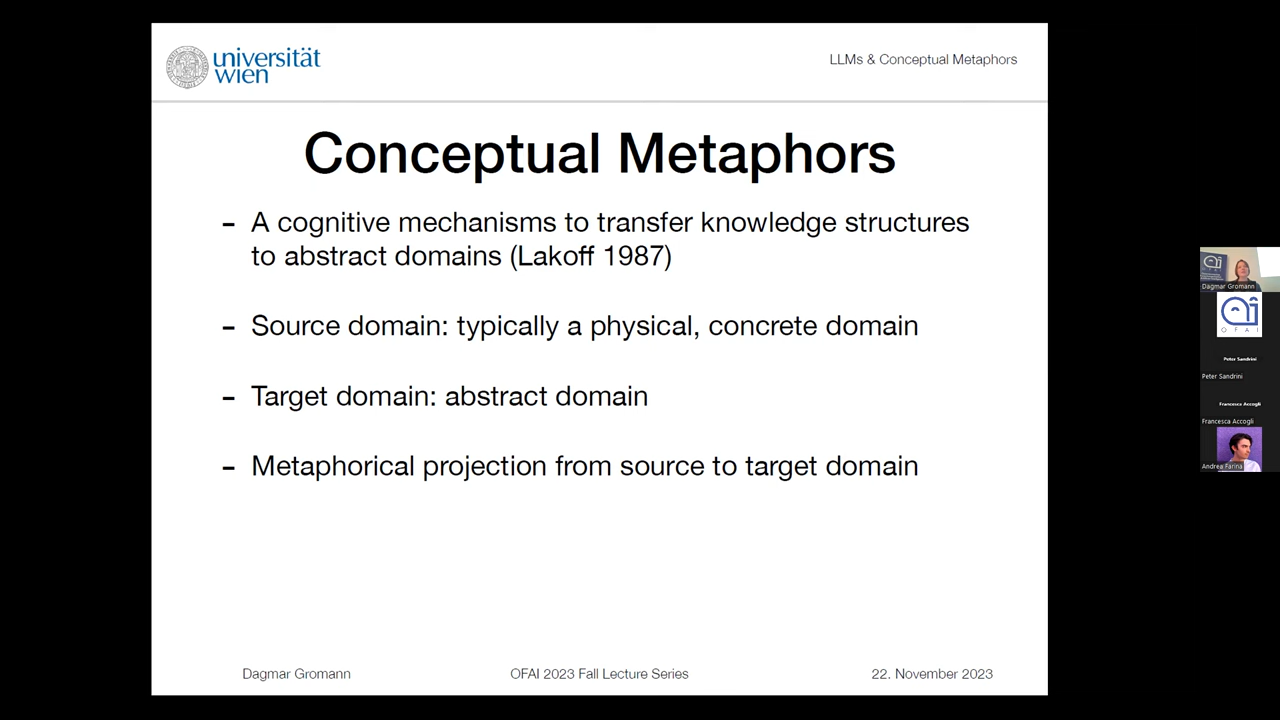 universität
wien
LLMs & Conceptual Metaphors
Conceptual Metaphors
- A cognitive mechanisms to transfer knowledge structures
to abstract domains (Lakoff 1987)
- Source domain: typically a physical, concrete domain
- Target domain: abstract domain
- Metaphorical projection from source to target domain
Dagmar Gromann
OFAI 2023 Fall Lecture Series
22. November 2023
Dagmar Gromann
OFAI
Peter Sandrini
Peter Sandrini
Francesca Accogli
Francesca Accogli
Andrea Farina